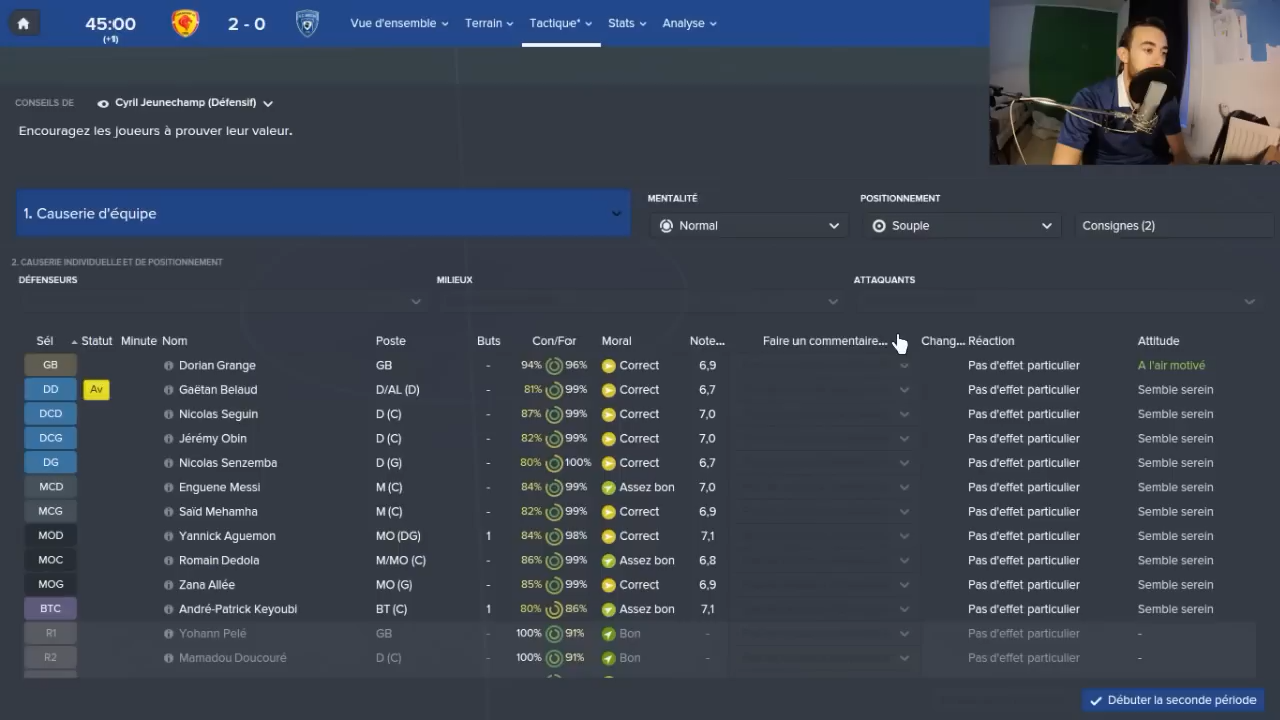 45:00
(+1)
2 - 0
Vue d'ensemble
Terrain
Tactique*
Stats
Analyse
CONSEILS DE
Cyril Jeunechamp (Défensif)
Encouragez les joueurs à prouver leur valeur.
1. Causerie d'équipe
MENTALITÉ
Normal
POSITIONNEMENT
Souple
Consignes (2)
2. CAUSERIE INDIVIDUELLE ET DE POSITIONNEMENT
DÉFENSEURS
MILIEUX
ATTAQUANTS
Sél Statut Minute Nom Poste Buts Con/For Moral Note... Faire un commentaire... Chang... Réaction Attitude
GB Dorian Grange GB - 94% 96% Correct 6,9 Pas d'effet particulier A l'air motivé
DD Av Gaëtan Belaud D/AL (D) - 81% 99% Correct 6,7 Pas d'effet particulier Semble serein
DCD Nicolas Seguin D (C) - 87% 99% Correct 7,0 Pas d'effet particulier Semble serein
DCG Jérémy Obin D (C) - 82% 99% Correct 7,0 Pas d'effet particulier Semble serein
DG Nicolas Senzemba D (G) - 80% 100% Correct 6,7 Pas d'effet particulier Semble serein
MCD Enguene Messi M (C) - 84% 99% Assez bon 7,0 Pas d'effet particulier Semble serein
MCG Saïd Mehamha M (C) - 82% 99% Correct 6,9 Pas d'effet particulier Semble serein
MOD Yannick Aguemon MO (DG) 1 84% 98% Correct 7,1 Pas d'effet particulier Semble serein
MOC Romain Dedola M/MO (C) - 86% 99% Assez bon 6,8 Pas d'effet particulier Semble serein
MOG Zana Allée MO (G) - 85% 99% Correct 6,9 Pas d'effet particulier Semble serein
BTC André-Patrick Keyoubi BT (C) 1 80% 86% Assez bon 7,1 Pas d'effet particulier Semble serein
R1 Yohann Pelé GB 100% 91% Bon - Pas d'effet particulier -
R2 Mamadou Doucouré D (C) 100% 91% Bon - Pas d'effet particulier -
Débuter la seconde période